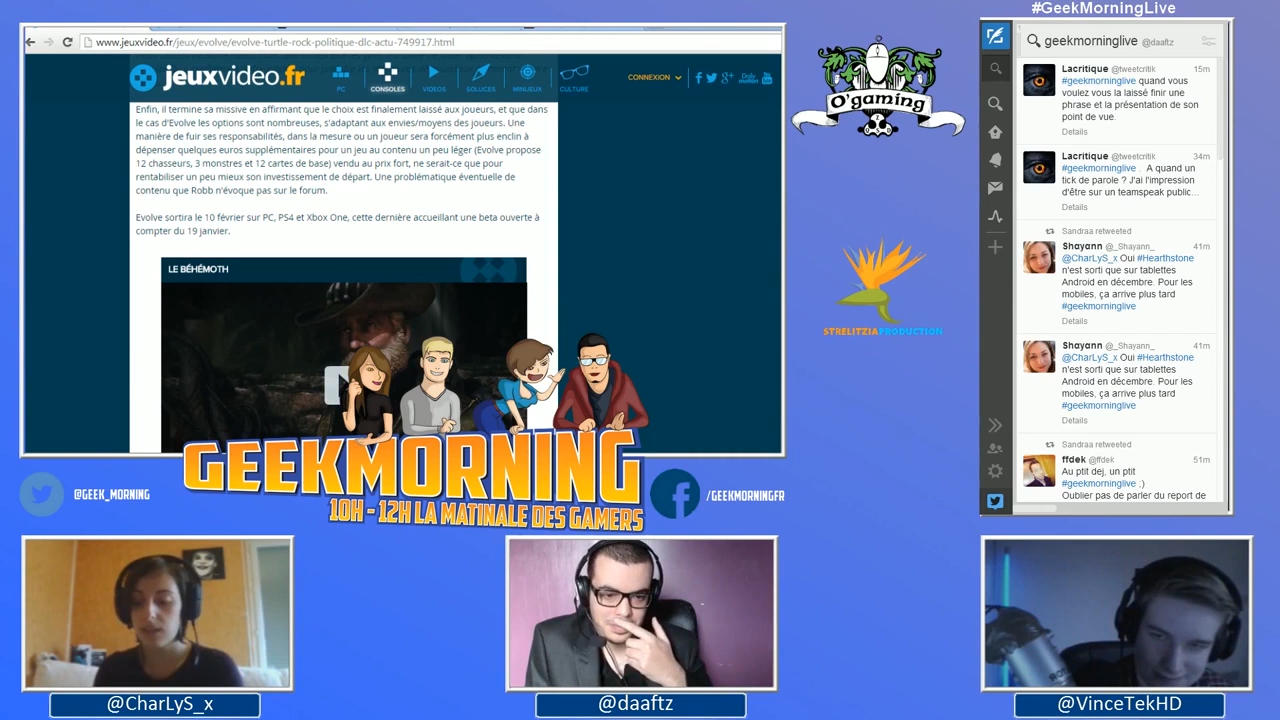 #GeekMorningLive
www.jeuxvideo.fr/jeux/evolve/evolve-turtle-rock-politique-dlc-actu-749917.html
jeuxvideo.fr
PC
CONSOLES
VIDEOS
SOLUCES
MINIJEUX
CULTURE
CONNEXION
Enfin, il termine sa missive en affirmant que le choix est finalement laissé aux joueurs, et que dans
le cas d'Evolve les options sont nombreuses, s'adaptant aux envies/moyens des joueurs. Une
manière de fuir ses responsabilités, dans la mesure ou un joueur sera forcément plus enclin à
dépenser quelques euros supplémentaires pour un jeu au contenu un peu léger (Evolve propose
12 chasseurs, 3 monstres et 12 cartes de base) vendu au prix fort, ne serait-ce que pour
rentabiliser un peu mieux son investissement de départ. Une problématique éventuelle de
contenu que Robb n'évoque pas sur le forum.
Evolve sortira le 10 février sur PC, PS4 et Xbox One, cette dernière accueillant une beta ouverte à
compter du 19 janvier.
LE BÉHÉMOTH
GEEKMORNING
10H - 12H LA MATINALE DES GAMERS
@GEEK_MORNING
/GEEKMORNINGFR
O'gaming
STRELITZIAPRODUCTION
geekmorninglive @daaftz
Lacritique @tweetcritik 15m
#geekmorninglive quand vous
voulez vous la laissé finir une
phrase et la présentation de son
point de vue.
Details
Lacritique @tweetcritik 34m
#geekmorninglive . A quand un
tick de parole ? J'ai l'impression
d'être sur un teamspeak public...
Details
Sandraa retweeted
Shayann @_Shayann_ 41m
@CharLyS_x Oui #Hearthstone
n'est sorti que sur tablettes
Android en décembre. Pour les
mobiles, ça arrive plus tard
#geekmorninglive
Details
Shayann @_Shayann_ 41m
@CharLyS_x Oui #Hearthstone
n'est sorti que sur tablettes
Android en décembre. Pour les
mobiles, ça arrive plus tard
#geekmorninglive
Details
Sandraa retweeted
ffdek @ffdek 51m
Au ptit dej, un ptit
#geekmorninglive ;)
Oublier pas de parler du report de
@CharLyS_x
@daaftz
@VinceTekHD